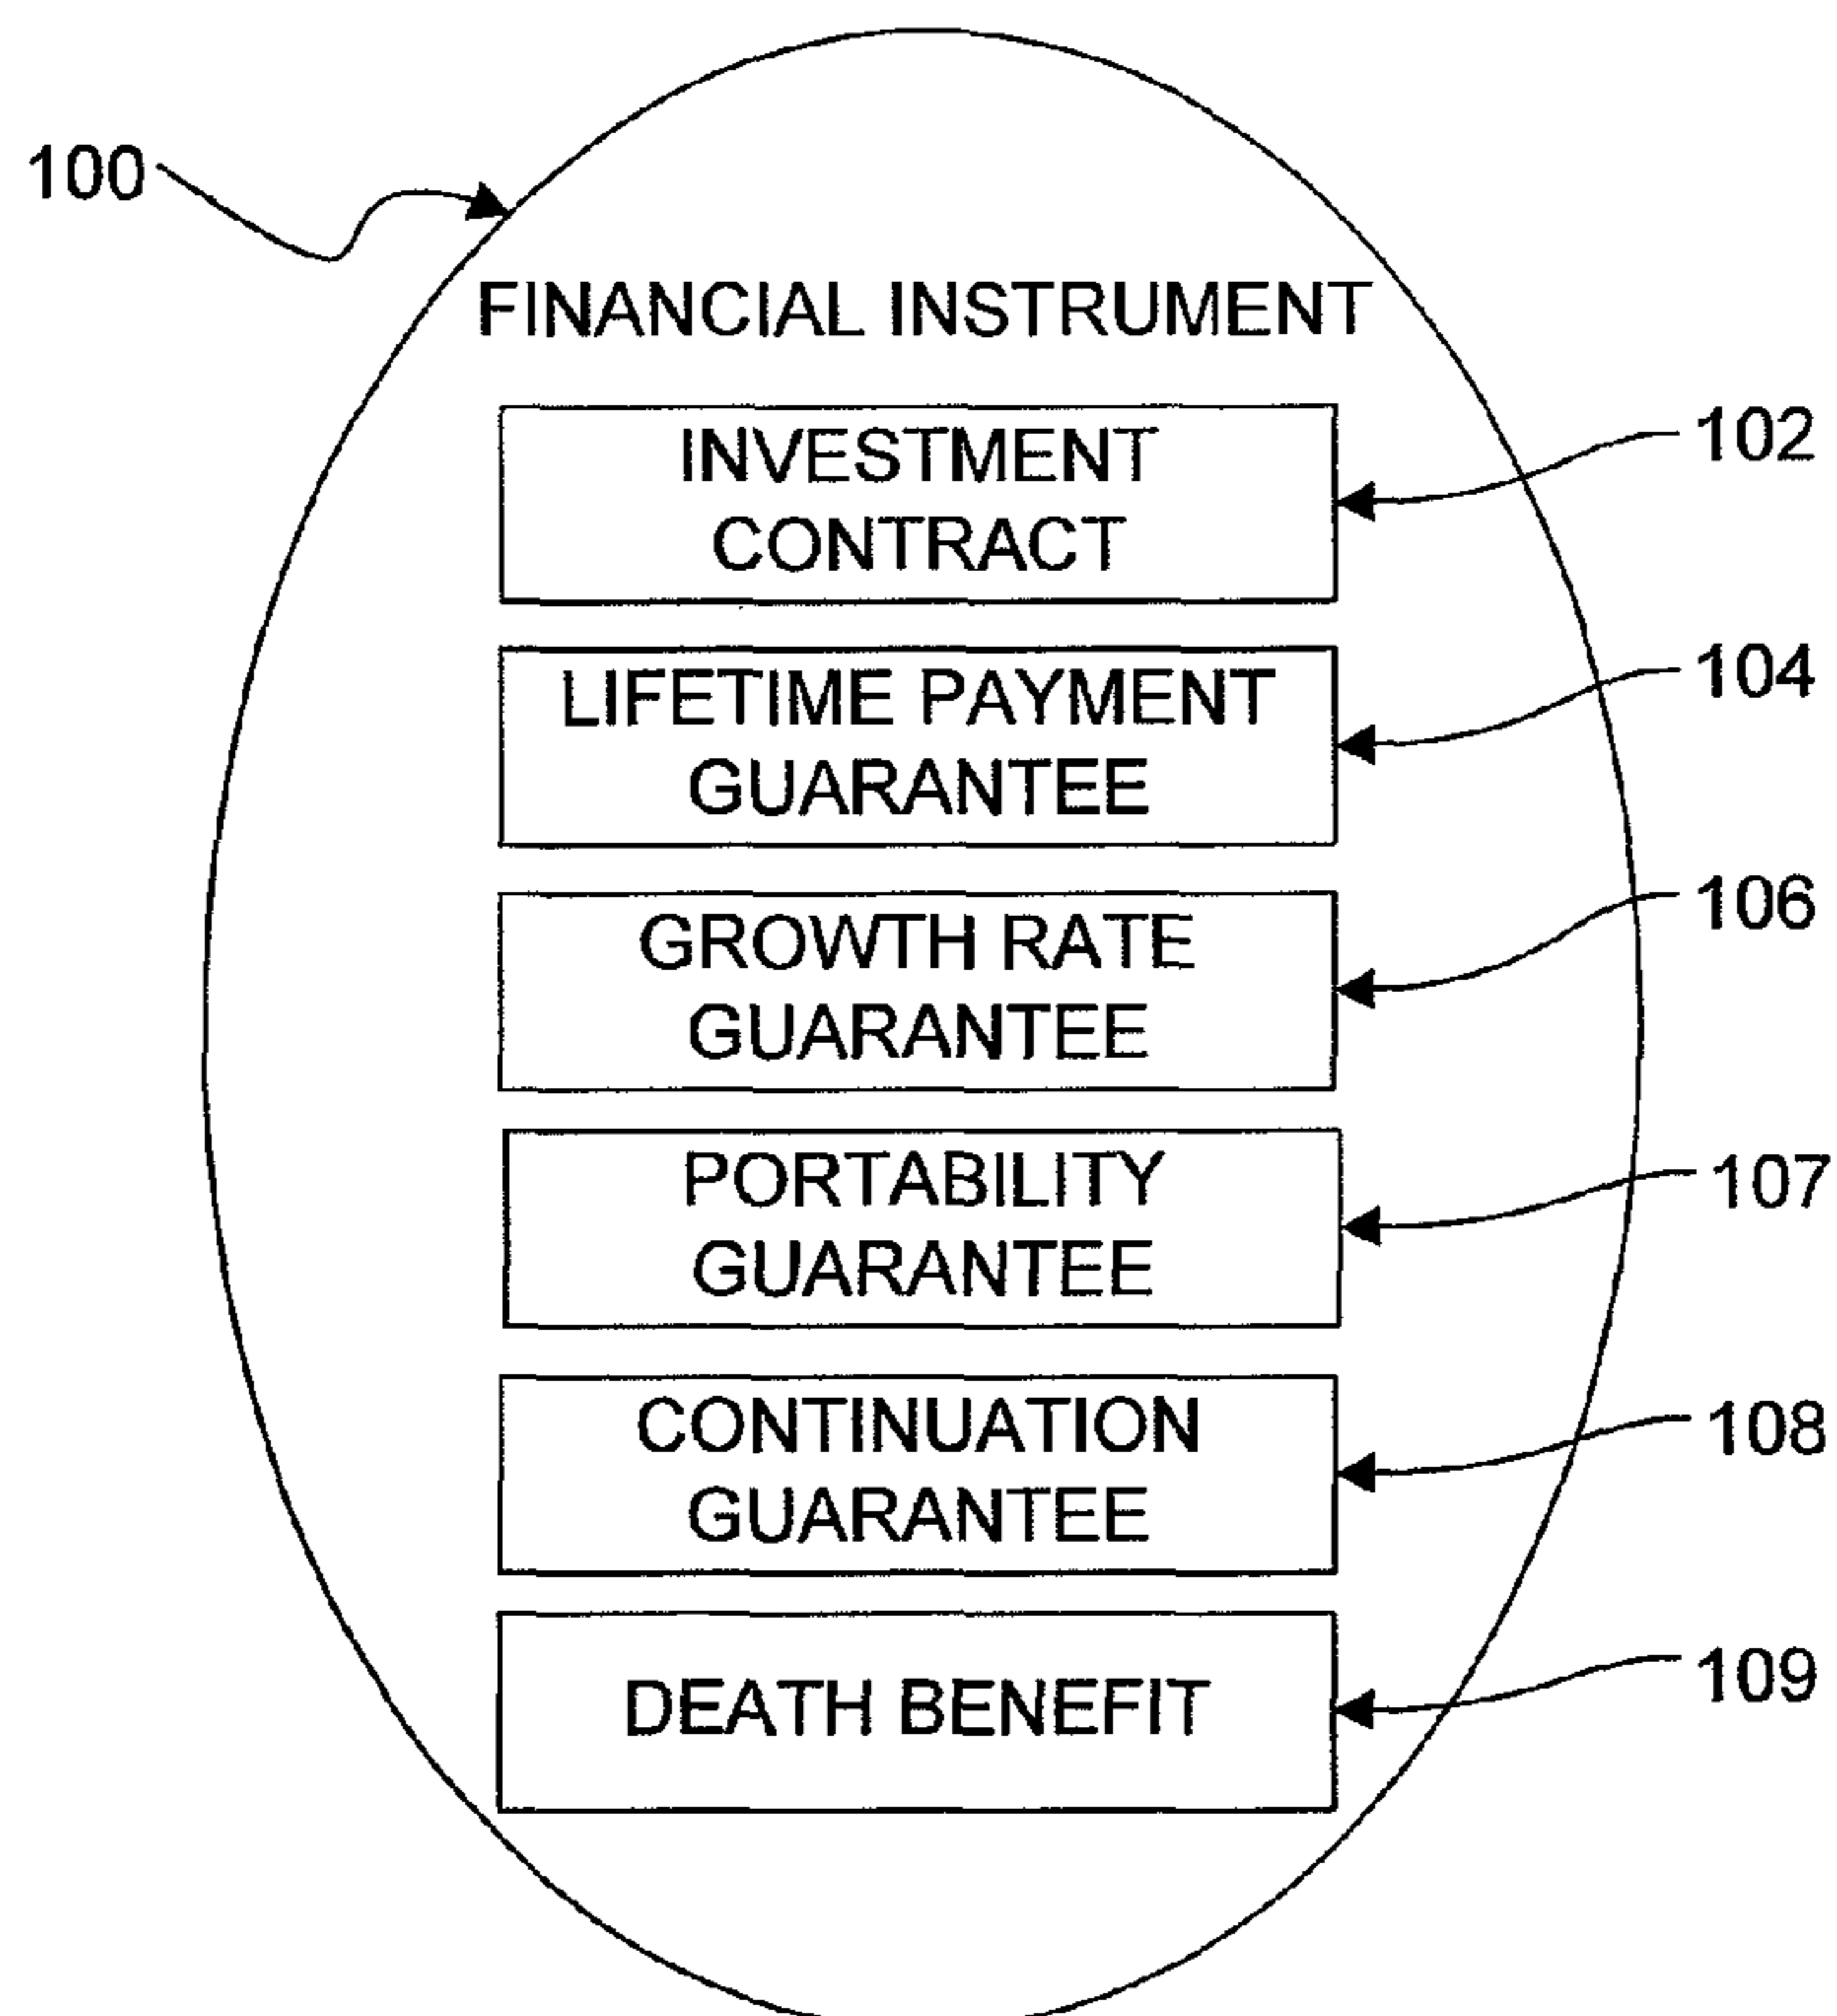 100
FINANCIAL INSTRUMENT
INVESTMENT
CONTRACT
102
LIFETIME PAYMENT
GUARANTEE
104
GROWTH RATE
GUARANTEE
106
PORTABILITY
GUARANTEE
107
CONTINUATION
GUARANTEE
108
DEATH BENEFIT
109